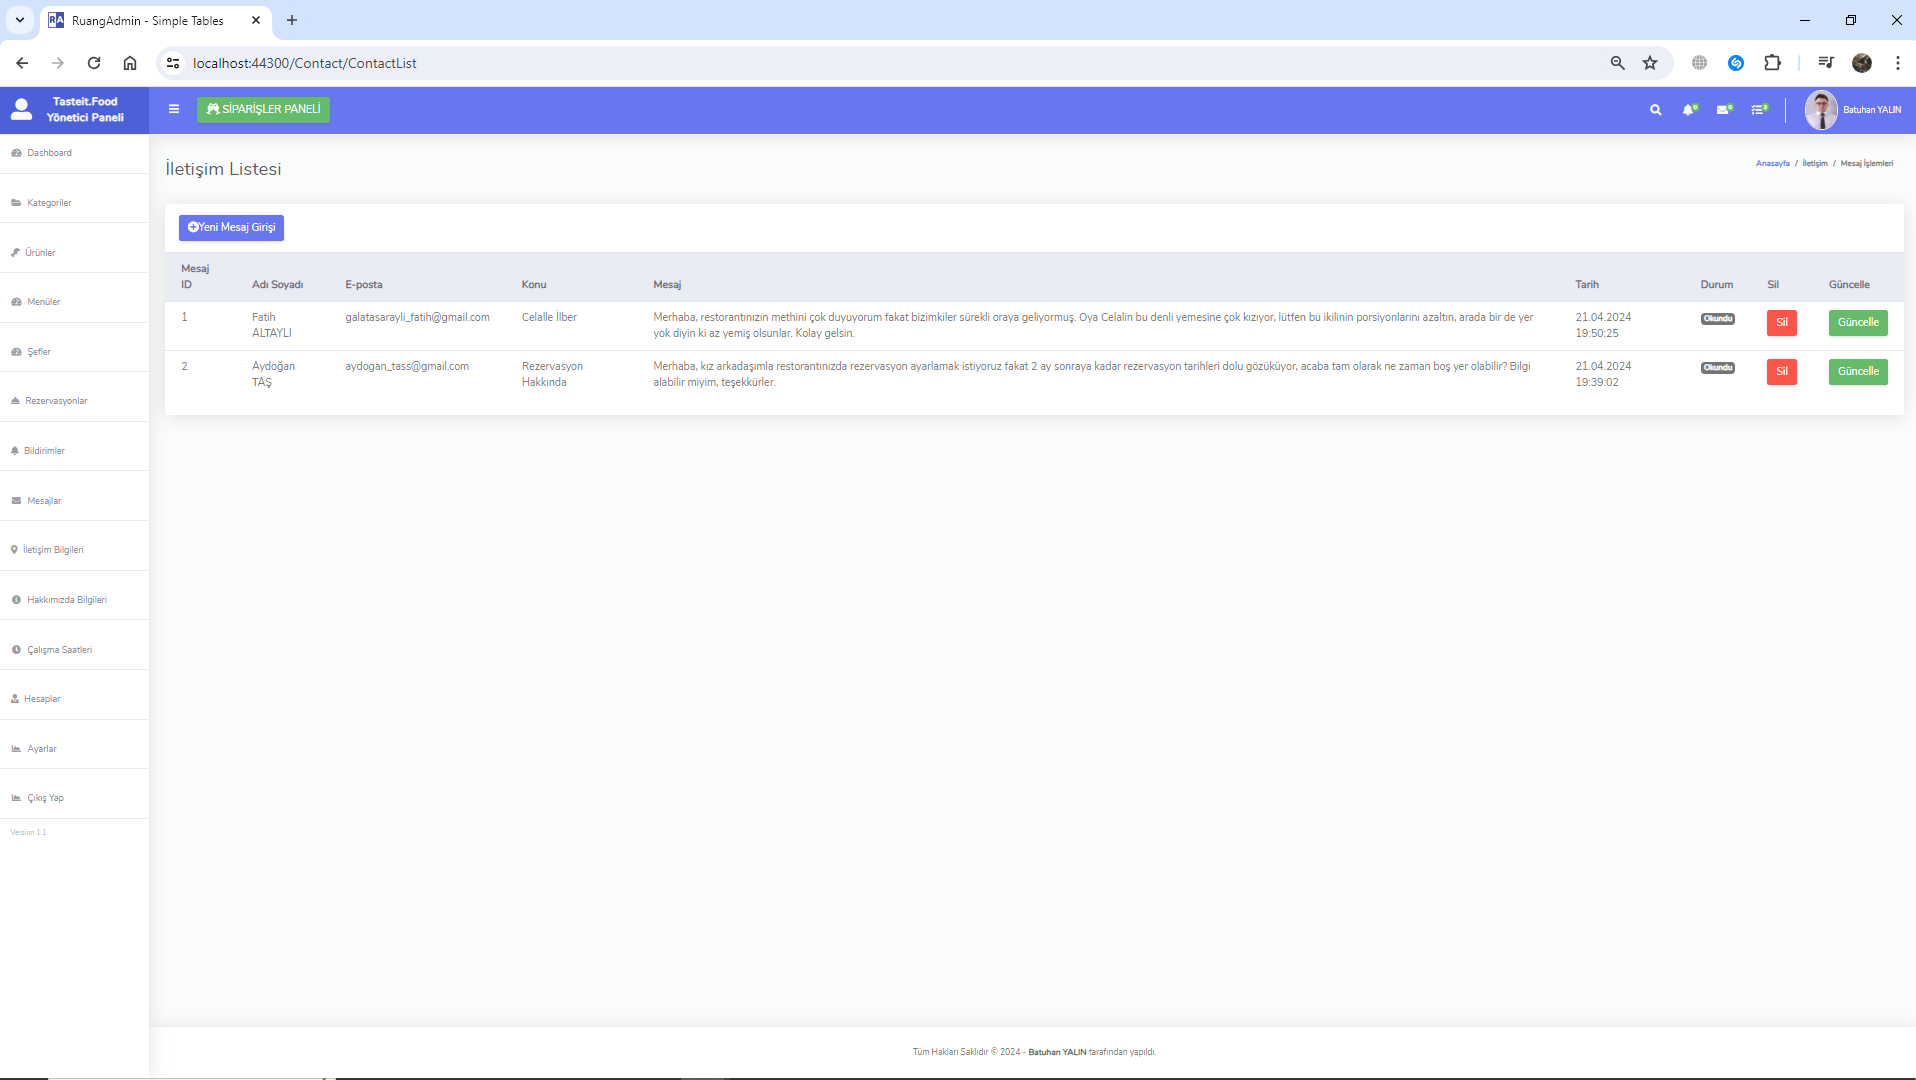 RuangAdmin - Simple Tables
localhost:44300/Contact/ContactList
Tasteit.Food
Yönetici Paneli
SİPARİŞLER PANELİ
Batuhan YALIN
Dashboard
Kategoriler
Ürünler
Menüler
Şefler
Rezervasyonlar
Bildirimler
Mesajlar
İletişim Bilgileri
Hakkımızda Bilgileri
Çalışma Saatleri
Hesaplar
Ayarlar
Çıkış Yap
Version 1.1
İletişim Listesi
Anasayfa / İletişim / Mesaj İşlemleri
Yeni Mesaj Girişi
Mesaj
ID Adı Soyadı E-posta Konu Mesaj Tarih Durum Sil Güncelle
1 Fatih galatasarayli_fatih@gmail.com Celalle İlber Merhaba, restorantınızın methini çok duyuyorum fakat bizimkiler sürekli oraya geliyormuş. Oya Celalin bu denli yemesine çok kızıyor, lütfen bu ikilinin porsiyonlarını azaltın, arada bir de yer 21.04.2024 Okundu Sil Güncelle
ALTAYLI yok diyin ki az yemiş olsunlar. Kolay gelsin. 19:50:25
2 Aydoğan aydogan_tass@gmail.com Rezervasyon Merhaba, kız arkadaşımla restorantınızda rezervasyon ayarlamak istiyoruz fakat 2 ay sonraya kadar rezervasyon tarihleri dolu gözüküyor, acaba tam olarak ne zaman boş yer olabilir? Bilgi 21.04.2024 Okundu Sil Güncelle
TAŞ Hakkında alabilir miyim, teşekkürler. 19:39:02
Tüm Hakları Saklıdır © 2024 - Batuhan YALIN tarafından yapıldı.